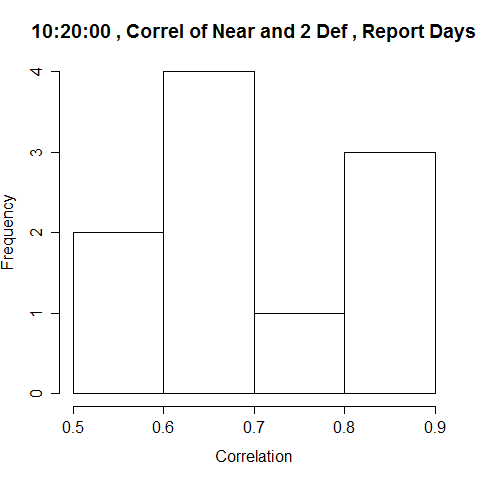 10:20:00 , Correl of Near and 2 Def , Report Days
4
3
2
1
0
Frequency
0.5 0.6 0.7 0.8 0.9
Correlation